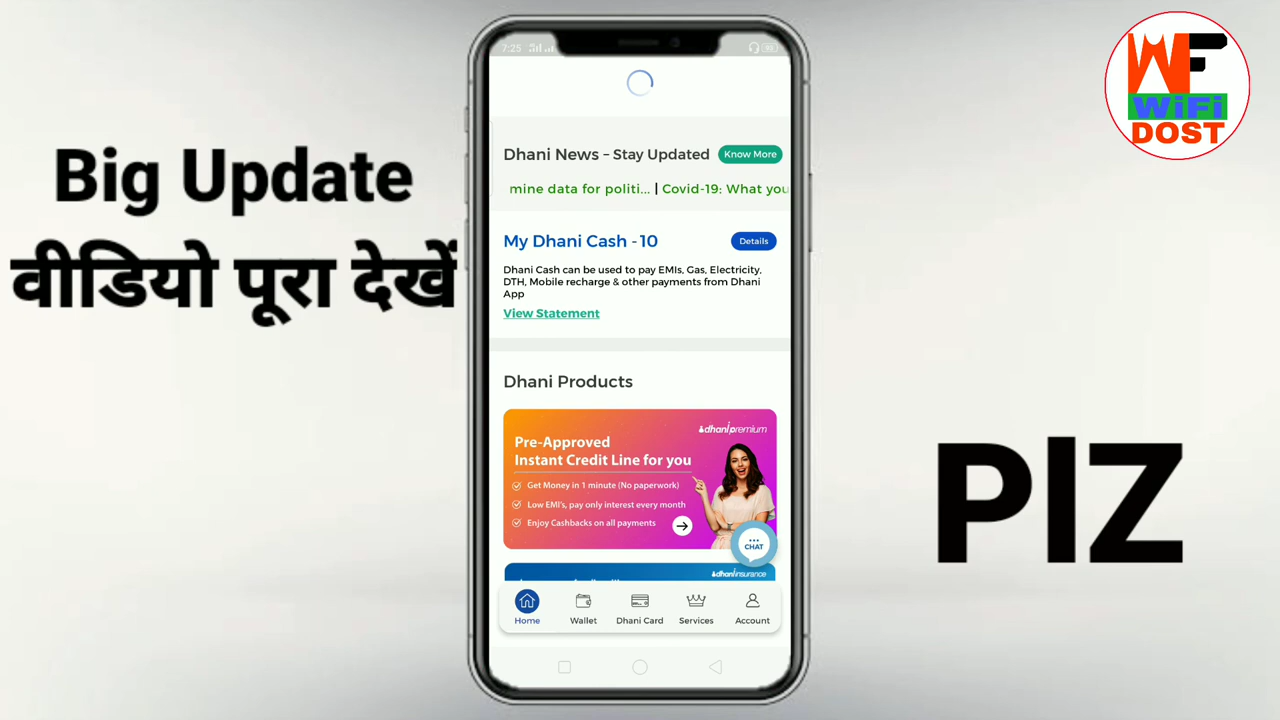 Big Update
वीडियो पूरा देखें
PlZ
WF
WiFi
DOST
7:25
Dhani News – Stay Updated
Know More
mine data for politi... | Covid-19: What you
My Dhani Cash - 10
Details
Dhani Cash can be used to pay EMIs, Gas, Electricity,
DTH, Mobile recharge & other payments from Dhani
App
View Statement
Dhani Products
dhani premium
Pre-Approved
Instant Credit Line for you
Get Money in 1 minute (No paperwork)
Low EMI's, pay only interest every month
Enjoy Cashbacks on all payments
CHAT
dhani insurance
Home
Wallet
Dhani Card
Services
Account